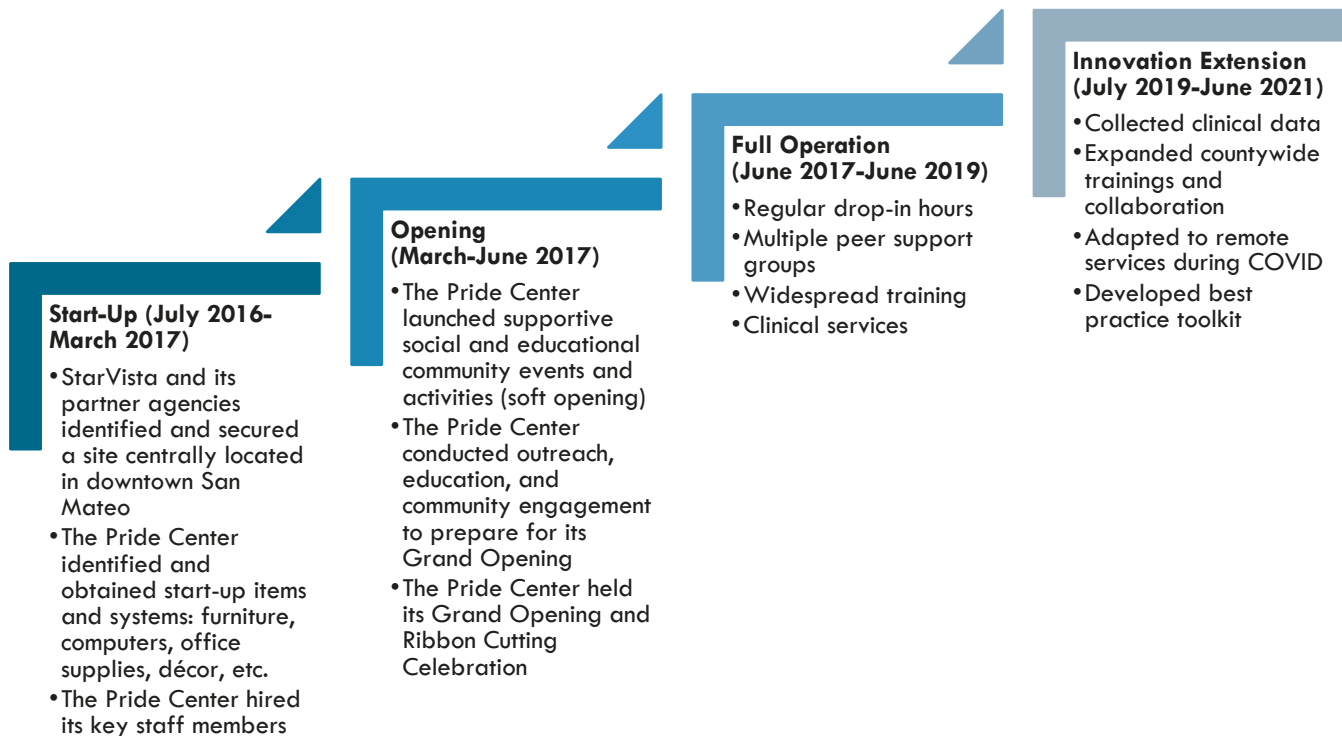 Start-Up (July 2016-
March 2017)
•StarVista and its
partner agencies
identified and secured
a site centrally located
in downtown San
Mateo
•The Pride Center
identified and
obtained start-up items
and systems: furniture,
computers, office
supplies, décor, etc.
•The Pride Center hired
its key staff members
Opening
(March-June 2017)
•The Pride Center
launched supportive
social and educational
community events and
activities (soft opening)
•The Pride Center
conducted outreach,
education, and
community engagement
to prepare for its
Grand Opening
•The Pride Center held
its Grand Opening and
Ribbon Cutting
Celebration
Full Operation
(June 2017-June 2019)
•Regular drop-in hours
•Multiple peer support
groups
•Widespread training
•Clinical services
Innovation Extension
(July 2019-June 2021)
•Collected clinical data
•Expanded countywide
trainings and
collaboration
•Adapted to remote
services during COVID
•Developed best
practice toolkit